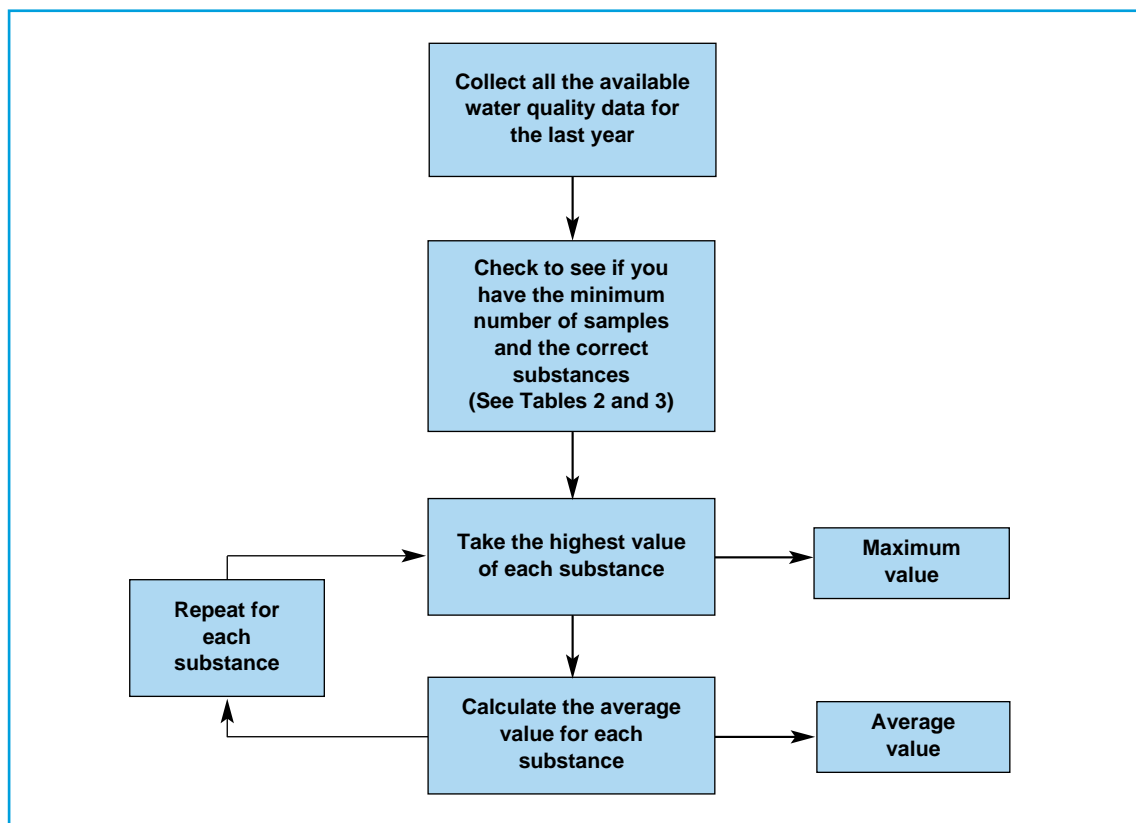 Collect all the available
water quality data for
the last year
Check to see if you
have the minimum
number of samples
and the correct
substances
(See Tables 2 and 3)
Take the highest value
of each substance
Maximum
value
Repeat for
each
substance
Calculate the average
value for each
substance
Average
value